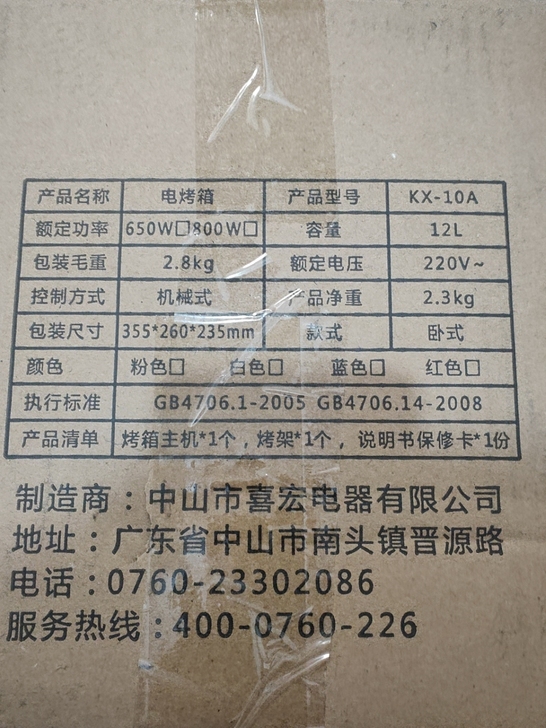 产品名称 电烤箱 产品型号 KX-10A
额定功率 650W□800W□ 容量 12L
包装毛重 2.8kg 额定电压 220V~
控制方式 机械式 产品净重 2.3kg
包装尺寸 355*260*235mm 款式 卧式
颜色 粉色□ 白色□ 蓝色□ 红色□
执行标准 GB4706.1-2005 GB4706.14-2008
产品清单 烤箱主机*1个，烤架*1个，说明书保修卡*1份
制造商：中山市喜宏电器有限公司
地址：广东省中山市南头镇晋源路
电话：0760-23302086
服务热线：400-0760-226